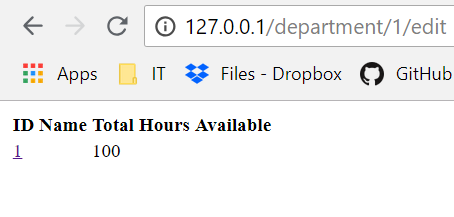 127.0.0.1/department/1/edit
Apps IT Files - Dropbox GitHub
ID Name Total Hours Available
1 100